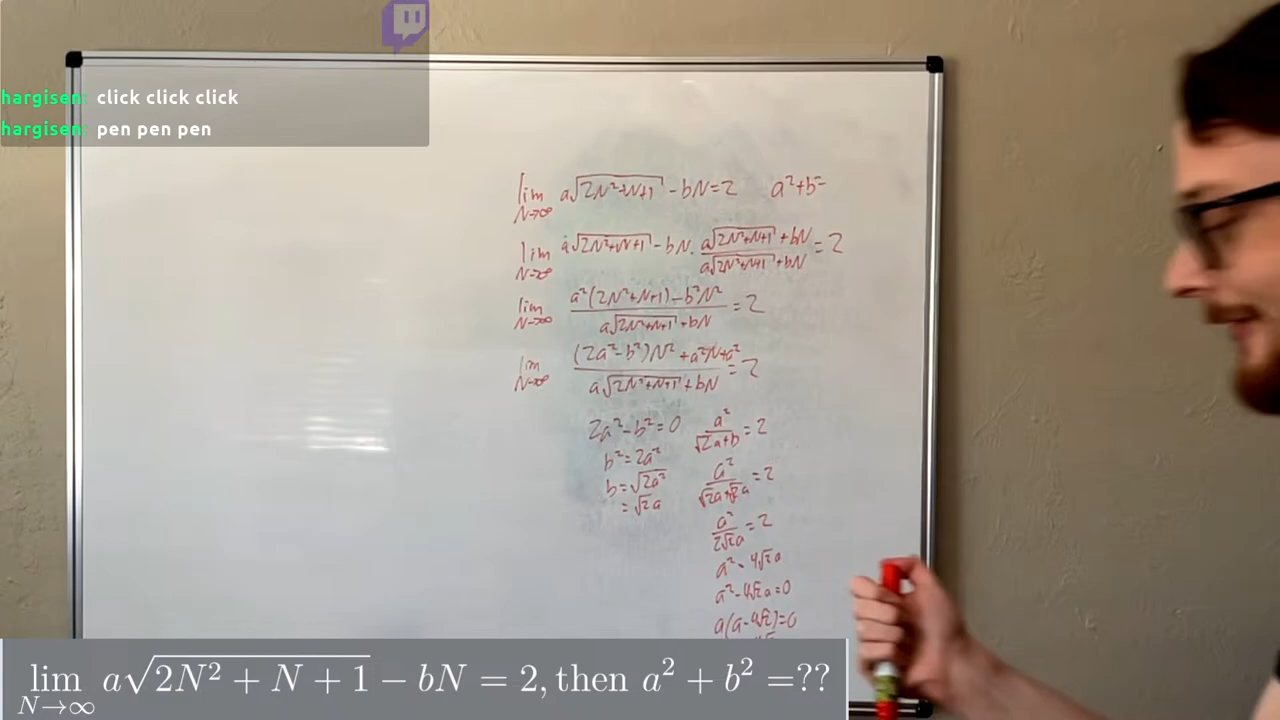 hargisen: click click click
hargisen: pen pen pen
lim N→∞ a√(2N²+N+1) - bN = 2    a²+b²=
lim N→∞ a√(2N²+N+1) - bN · (a√(2N²+N+1) + bN)/(a√(2N²+N+1) + bN) = 2
lim N→∞ (a²(2N²+N+1) - b²N²)/(a√(2N²+N+1) + bN) = 2
lim N→∞ ((2a²-b²)N² + a²N + a²)/(a√(2N²+N+1) + bN) = 2
2a²-b²=0
b²=2a²
b=√(2a²)
=√2a
a²/(√2a+b) = 2
a²/(√2a+√2a) = 2
a²/(2√2a) = 2
a² = 4√2a
a²-4√2a=0
a(a-4√2)=0
lim N→∞ a√(2N² + N + 1) - bN = 2, then a² + b² =??